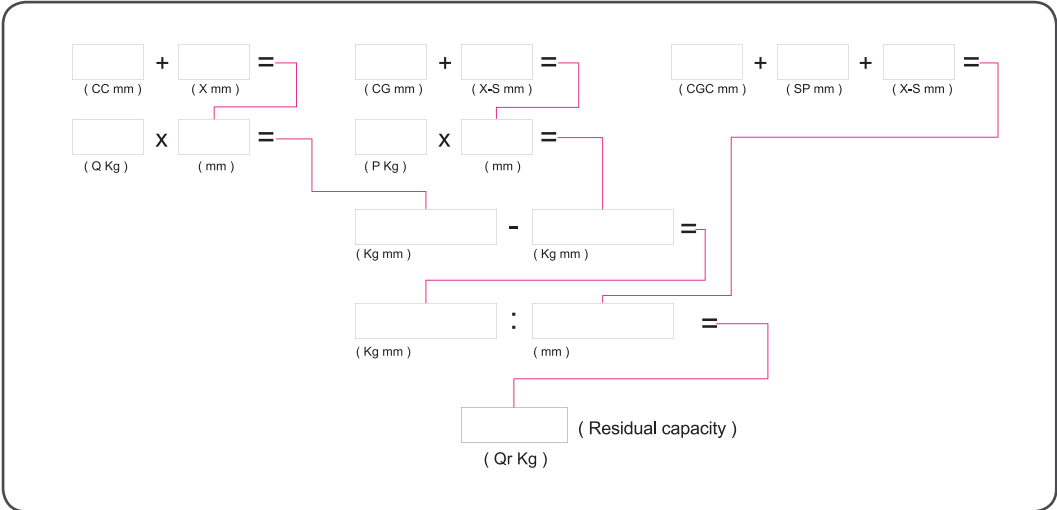 + = + = + + =
( CC mm ) ( X mm ) ( CG mm ) ( X-S mm ) ( CGC mm ) ( SP mm ) ( X-S mm )
x = x =
( Q Kg ) ( mm ) ( P Kg ) ( mm )
- =
( Kg mm ) ( Kg mm )
: =
( Kg mm ) ( mm )
( Residual capacity )
( Qr Kg )